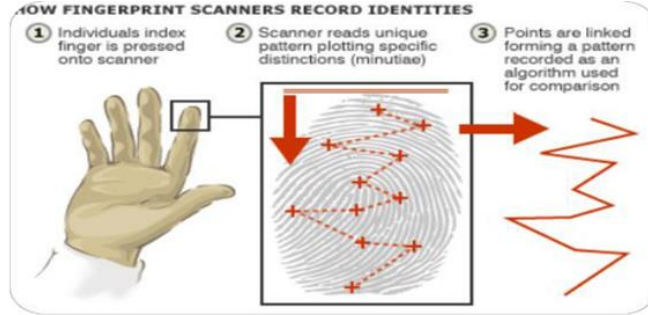 HOW FINGERPRINT SCANNERS RECORD IDENTITIES
1 Individuals index
finger is pressed
onto scanner
2 Scanner reads unique
pattern plotting specific
distinctions (minutiae)
3 Points are linked
forming a pattern
recorded as an
algorithm used
for comparison